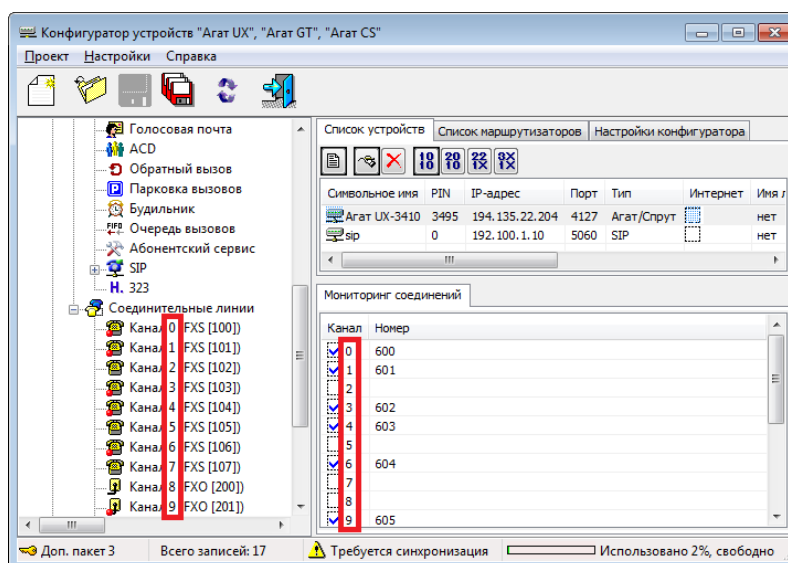 Конфигуратор устройств "Агат UX", "Агат GT", "Агат CS"
Проект Настройки Справка
Голосовая почта
ACD
Обратный вызов
Парковка вызовов
Будильник
FIFO Очередь вызовов
Абонентский сервис
SIP
H. 323
Соединительные линии
Канал 0 (FXS [100])
Канал 1 (FXS [101])
Канал 2 (FXS [102])
Канал 3 (FXS [103])
Канал 4 (FXS [104])
Канал 5 (FXS [105])
Канал 6 (FXS [106])
Канал 7 (FXS [107])
Канал 8 (FXO [200])
Канал 9 (FXO [201])
Список устройств Список маршрутизаторов Настройки конфигуратора
Символьное имя PIN IP-адрес Порт Тип Интернет Имя л
Агат UX-3410 3495 194.135.22.204 4127 Агат/Спрут нет
sip 0 192.100.1.10 5060 SIP нет
Мониторинг соединений
Канал Номер
0 600
1 601
2
3 602
4 603
5
6 604
7
8
9 605
Доп. пакет 3 Всего записей: 17 Требуется синхронизация Использовано 2%, свободно